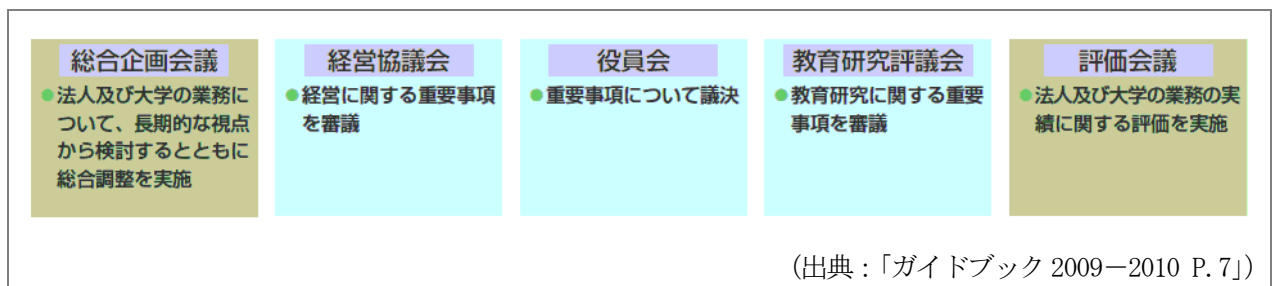 総合企画会議
●法人及び大学の業務に
ついて、長期的な視点
から検討するとともに
総合調整を実施
経営協議会
●経営に関する重要事項
を審議
役員会
●重要事項について議決
教育研究評議会
●教育研究に関する重要
事項を審議
評価会議
●法人及び大学の業務の実
績に関する評価を実施
(出典:「ガイドブック 2009-2010 P.7」)